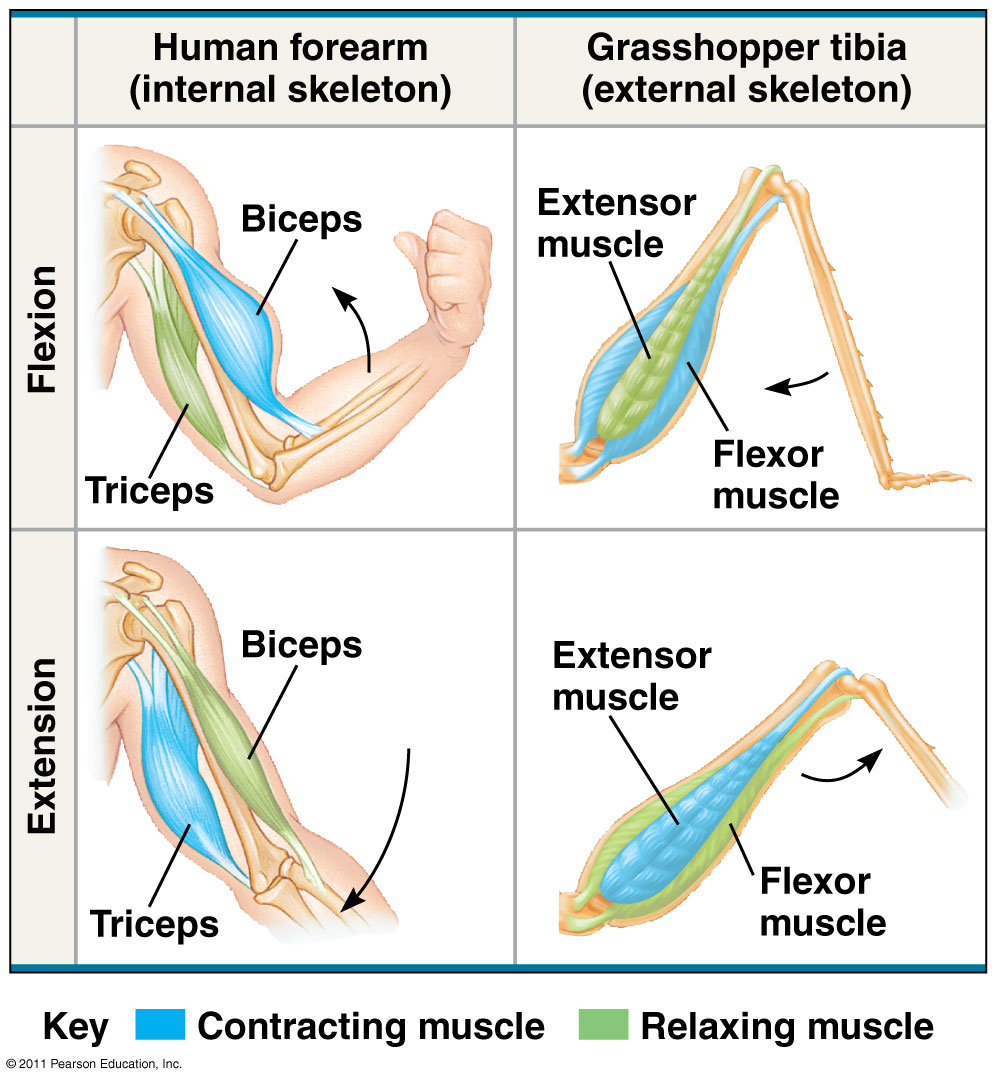 Human forearm
(internal skeleton)
Grasshopper tibia
(external skeleton)
Flexion
Biceps
Triceps
Extensor
muscle
Flexor
muscle
Extension
Biceps
Triceps
Extensor
muscle
Flexor
muscle
Key
Contracting muscle
Relaxing muscle
© 2011 Pearson Education, Inc.